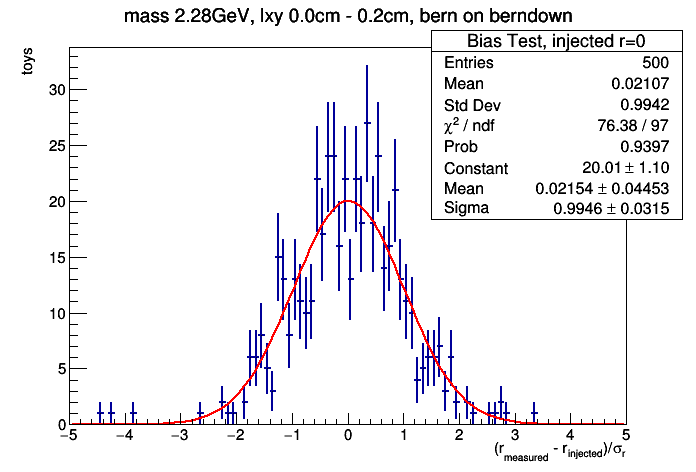 mass 2.28GeV, lxy 0.0cm - 0.2cm, bern on berndown
Bias Test, injected r=0
Entries 500
Mean 0.02107
Std Dev 0.9942
χ² / ndf 76.38 / 97
Prob 0.9397
Constant 20.01 ± 1.10
Mean 0.02154 ± 0.04453
Sigma 0.9946 ± 0.0315
toys
30
25
20
15
10
5
0
−5 −4 −3 −2 −1 0 1 2 3 4 5
(r_measured - r_injected)/σ_r